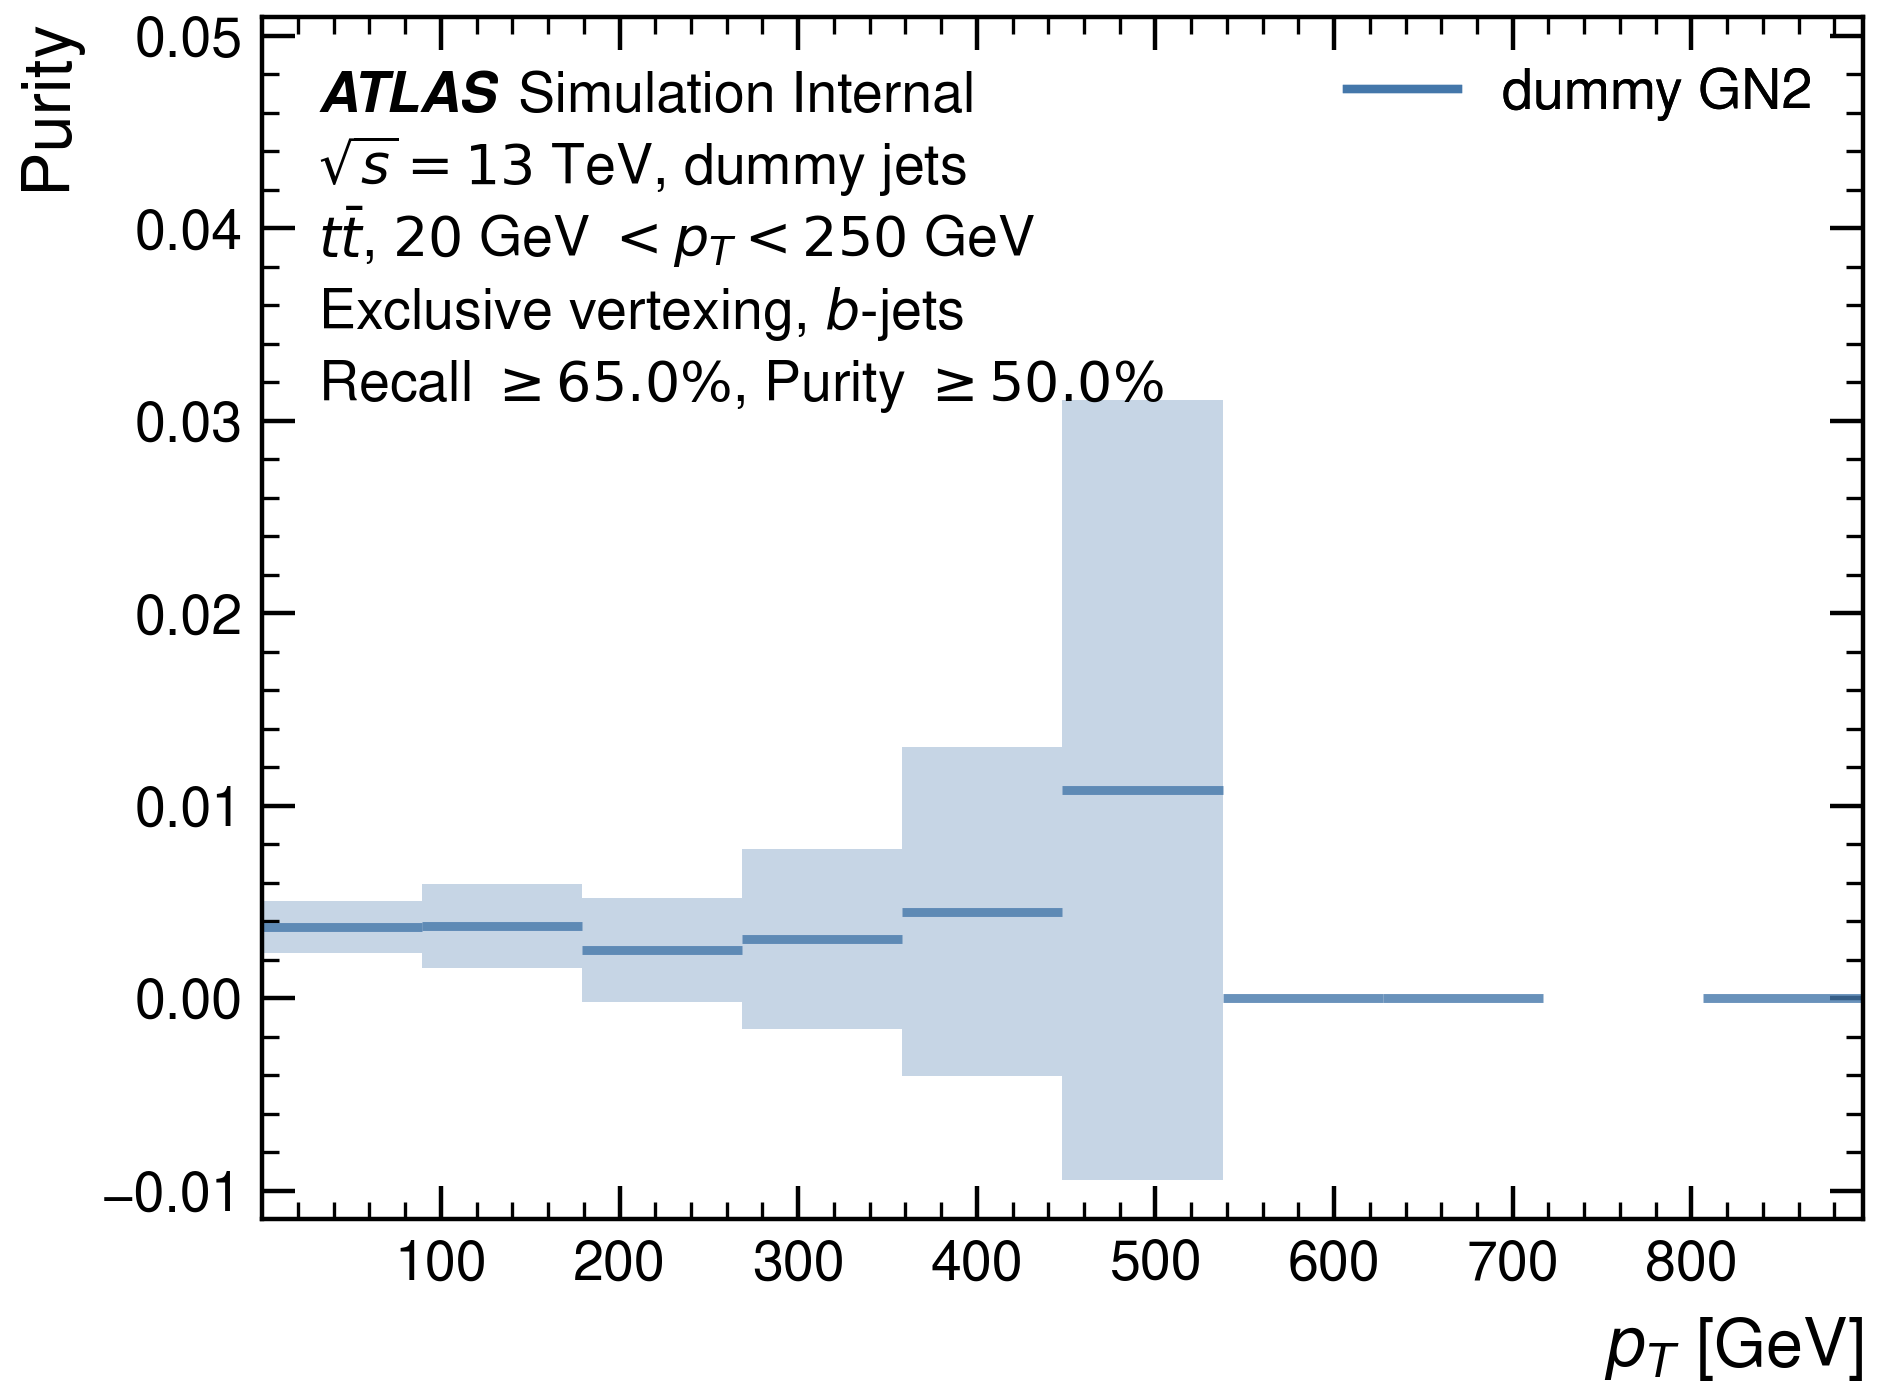 Purity
0.05
0.04
0.03
0.02
0.01
0.00
−0.01
ATLAS Simulation Internal
√s = 13 TeV, dummy jets
tt̄, 20 GeV < p_T < 250 GeV
Exclusive vertexing, b-jets
Recall ≥ 65.0%, Purity ≥ 50.0%
dummy GN2
100 200 300 400 500 600 700 800
p_T [GeV]